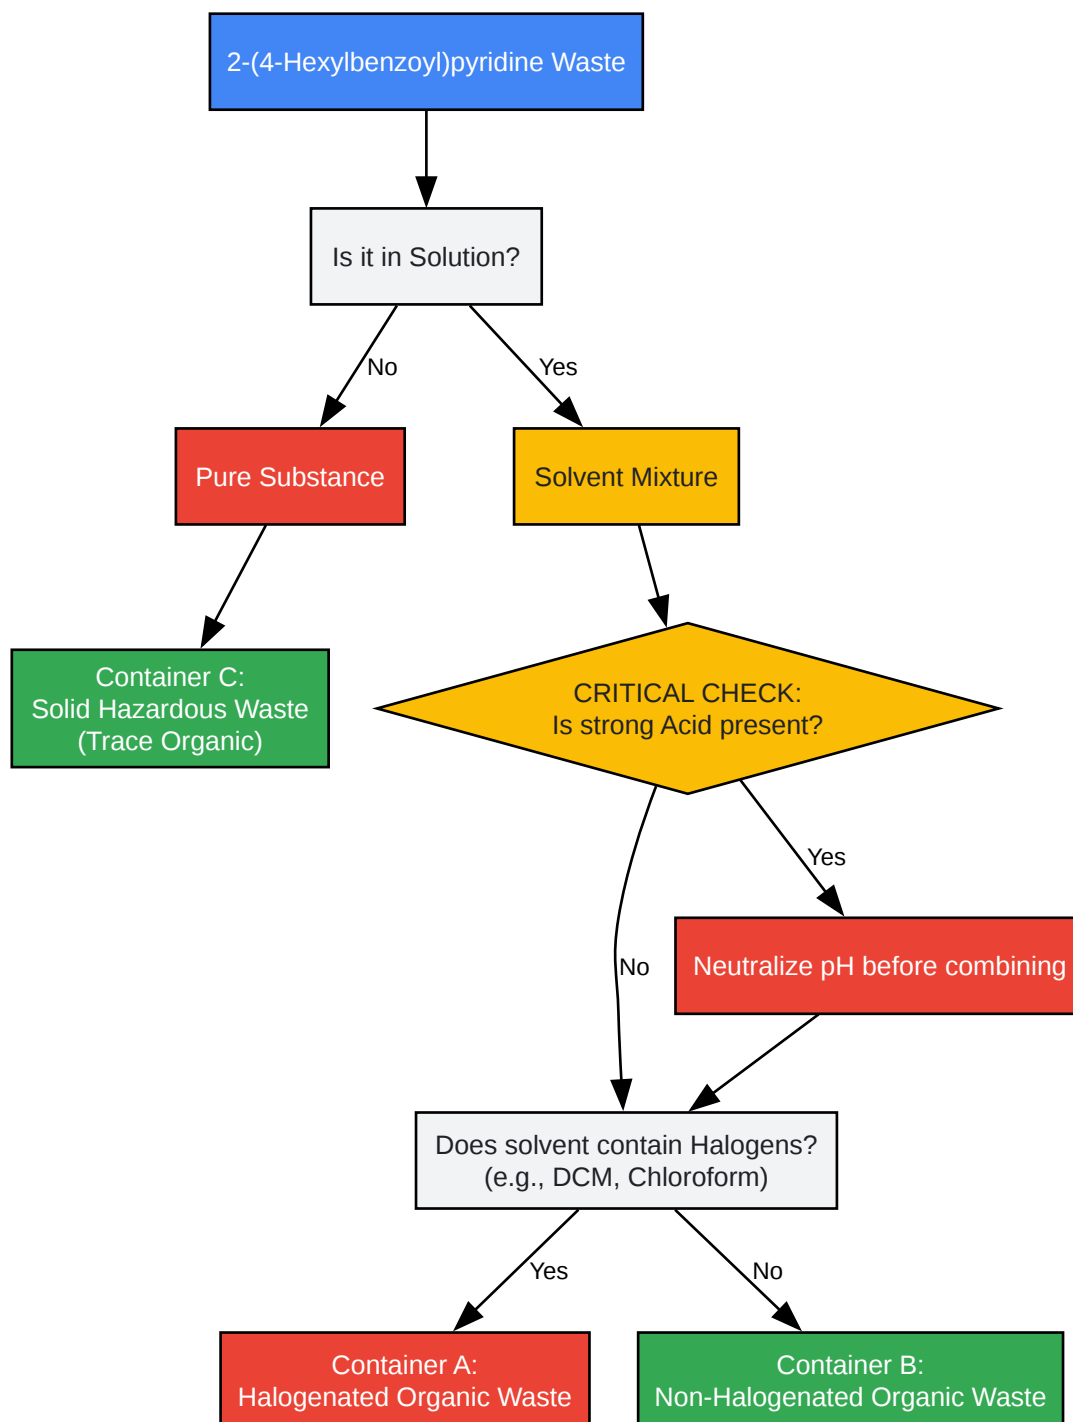 2-(4-Hexylbenzoyl)pyridine Waste
Is it in Solution?
No
Yes
Pure Substance
Solvent Mixture
Container C:
Solid Hazardous Waste
(Trace Organic)
CRITICAL CHECK:
Is strong Acid present?
Yes
No
Neutralize pH before combining
Does solvent contain Halogens?
(e.g., DCM, Chloroform)
Yes
No
Container A:
Halogenated Organic Waste
Container B:
Non-Halogenated Organic Waste